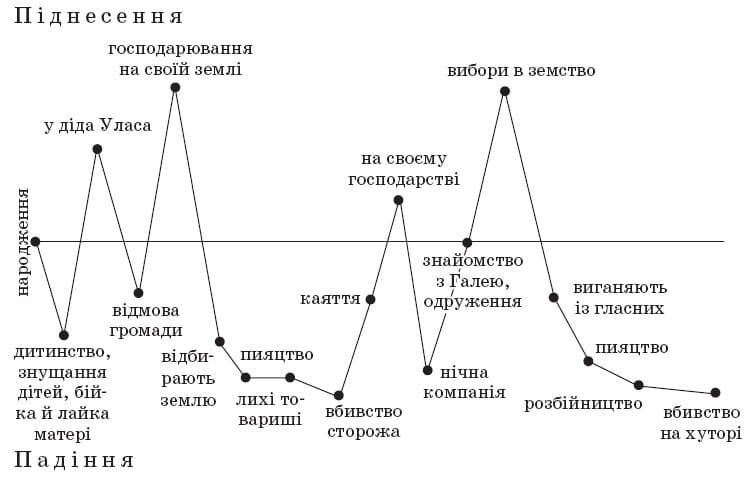 Піднесення
господарювання
на своїй землі
вибори в земство
у діда Уласа
на своєму
господарстві
народження
знайомство
з Галею,
одруження
виганяють
із гласних
каяття
відмова
громади
дитинство,
знущання
дітей, бій-
ка й лайка
матері
відби-
рають
землю
пияцтво
лихі то-
вариші
вбивство
сторожа
нічна
компанія
пияцтво
розбійництво
вбивство
на хуторі
Падіння